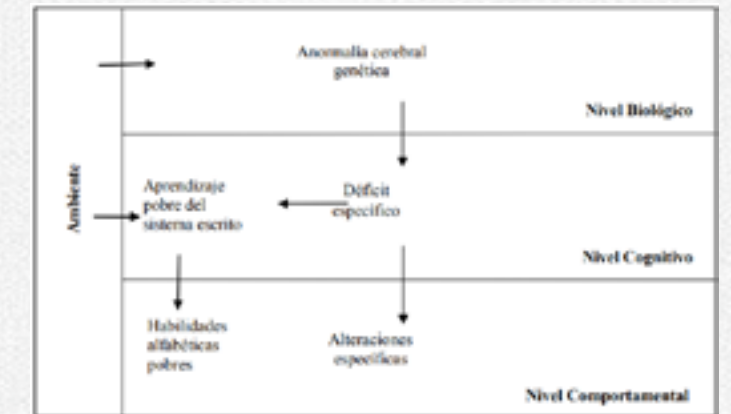 Anormalía cerebral
genética
Nivel Biológico
Ambiente
Aprendizaje
pobre del
sistema escrito
Déficit
específico
Nivel Cognitivo
Habilidades
alfabéticas
pobres
Alteraciones
específicas
Nivel Comportamental